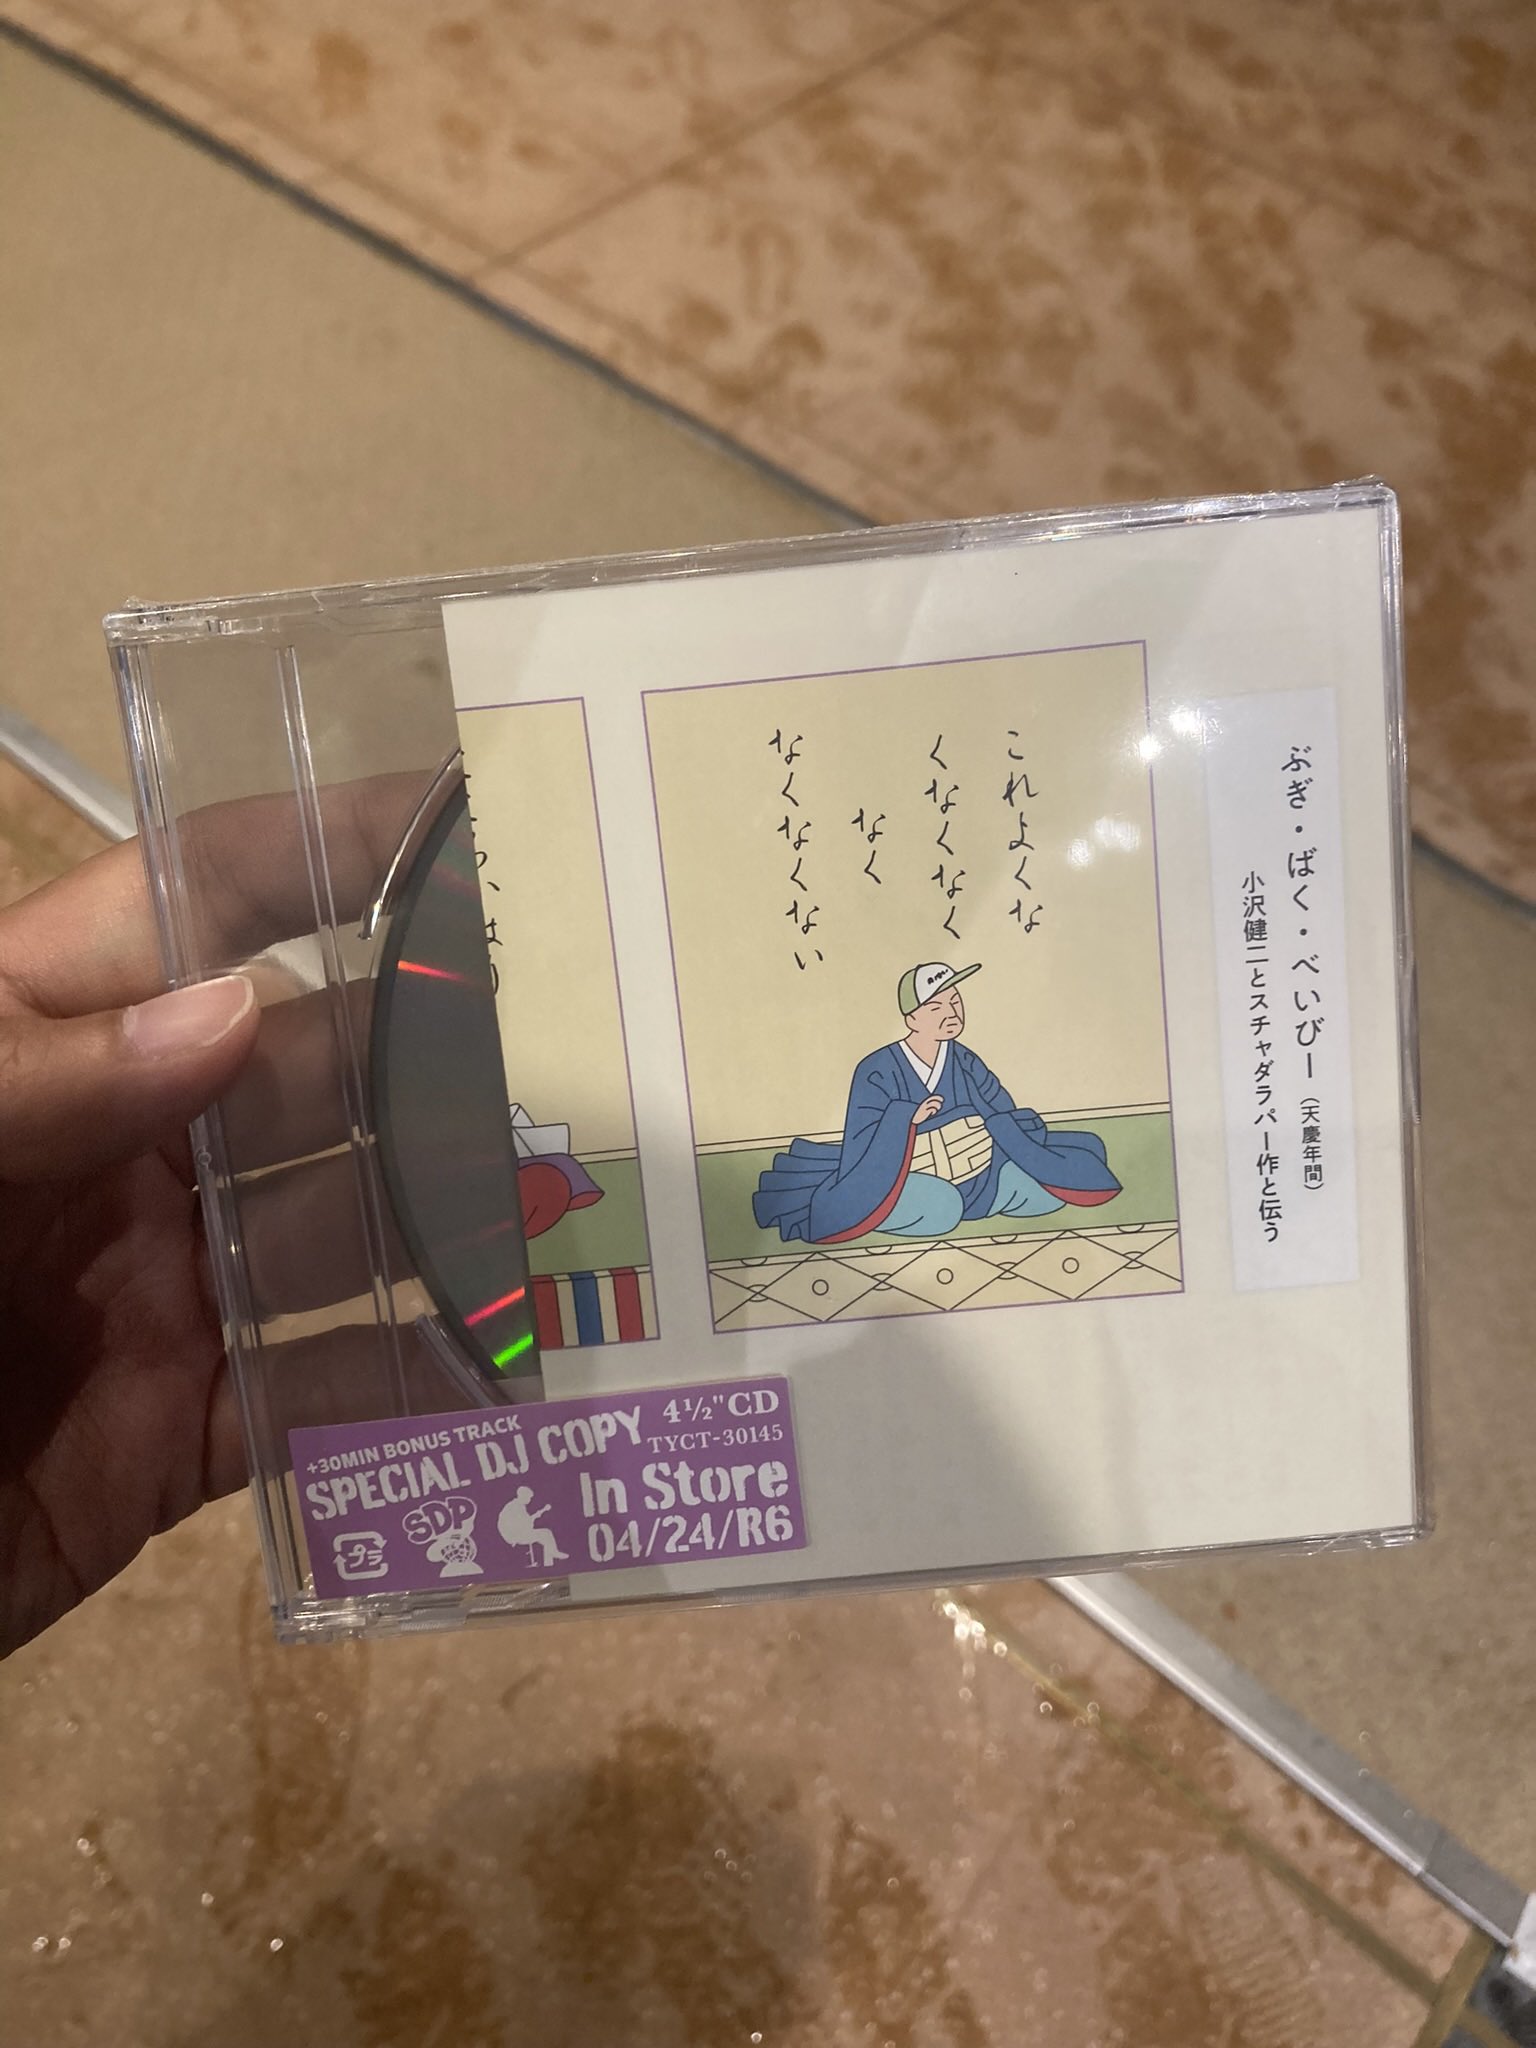 ぶぎ・ばく・べいびー（天慶年間）
小沢健二とスチャダラパー作と伝う
これよくな
くなくなく
なく
なくなくない
+30MIN BONUS TRACK
SPECIAL DJ COPY
4½"CD
TYCT-30145
In Store
04/24/R6
SDP
プラ